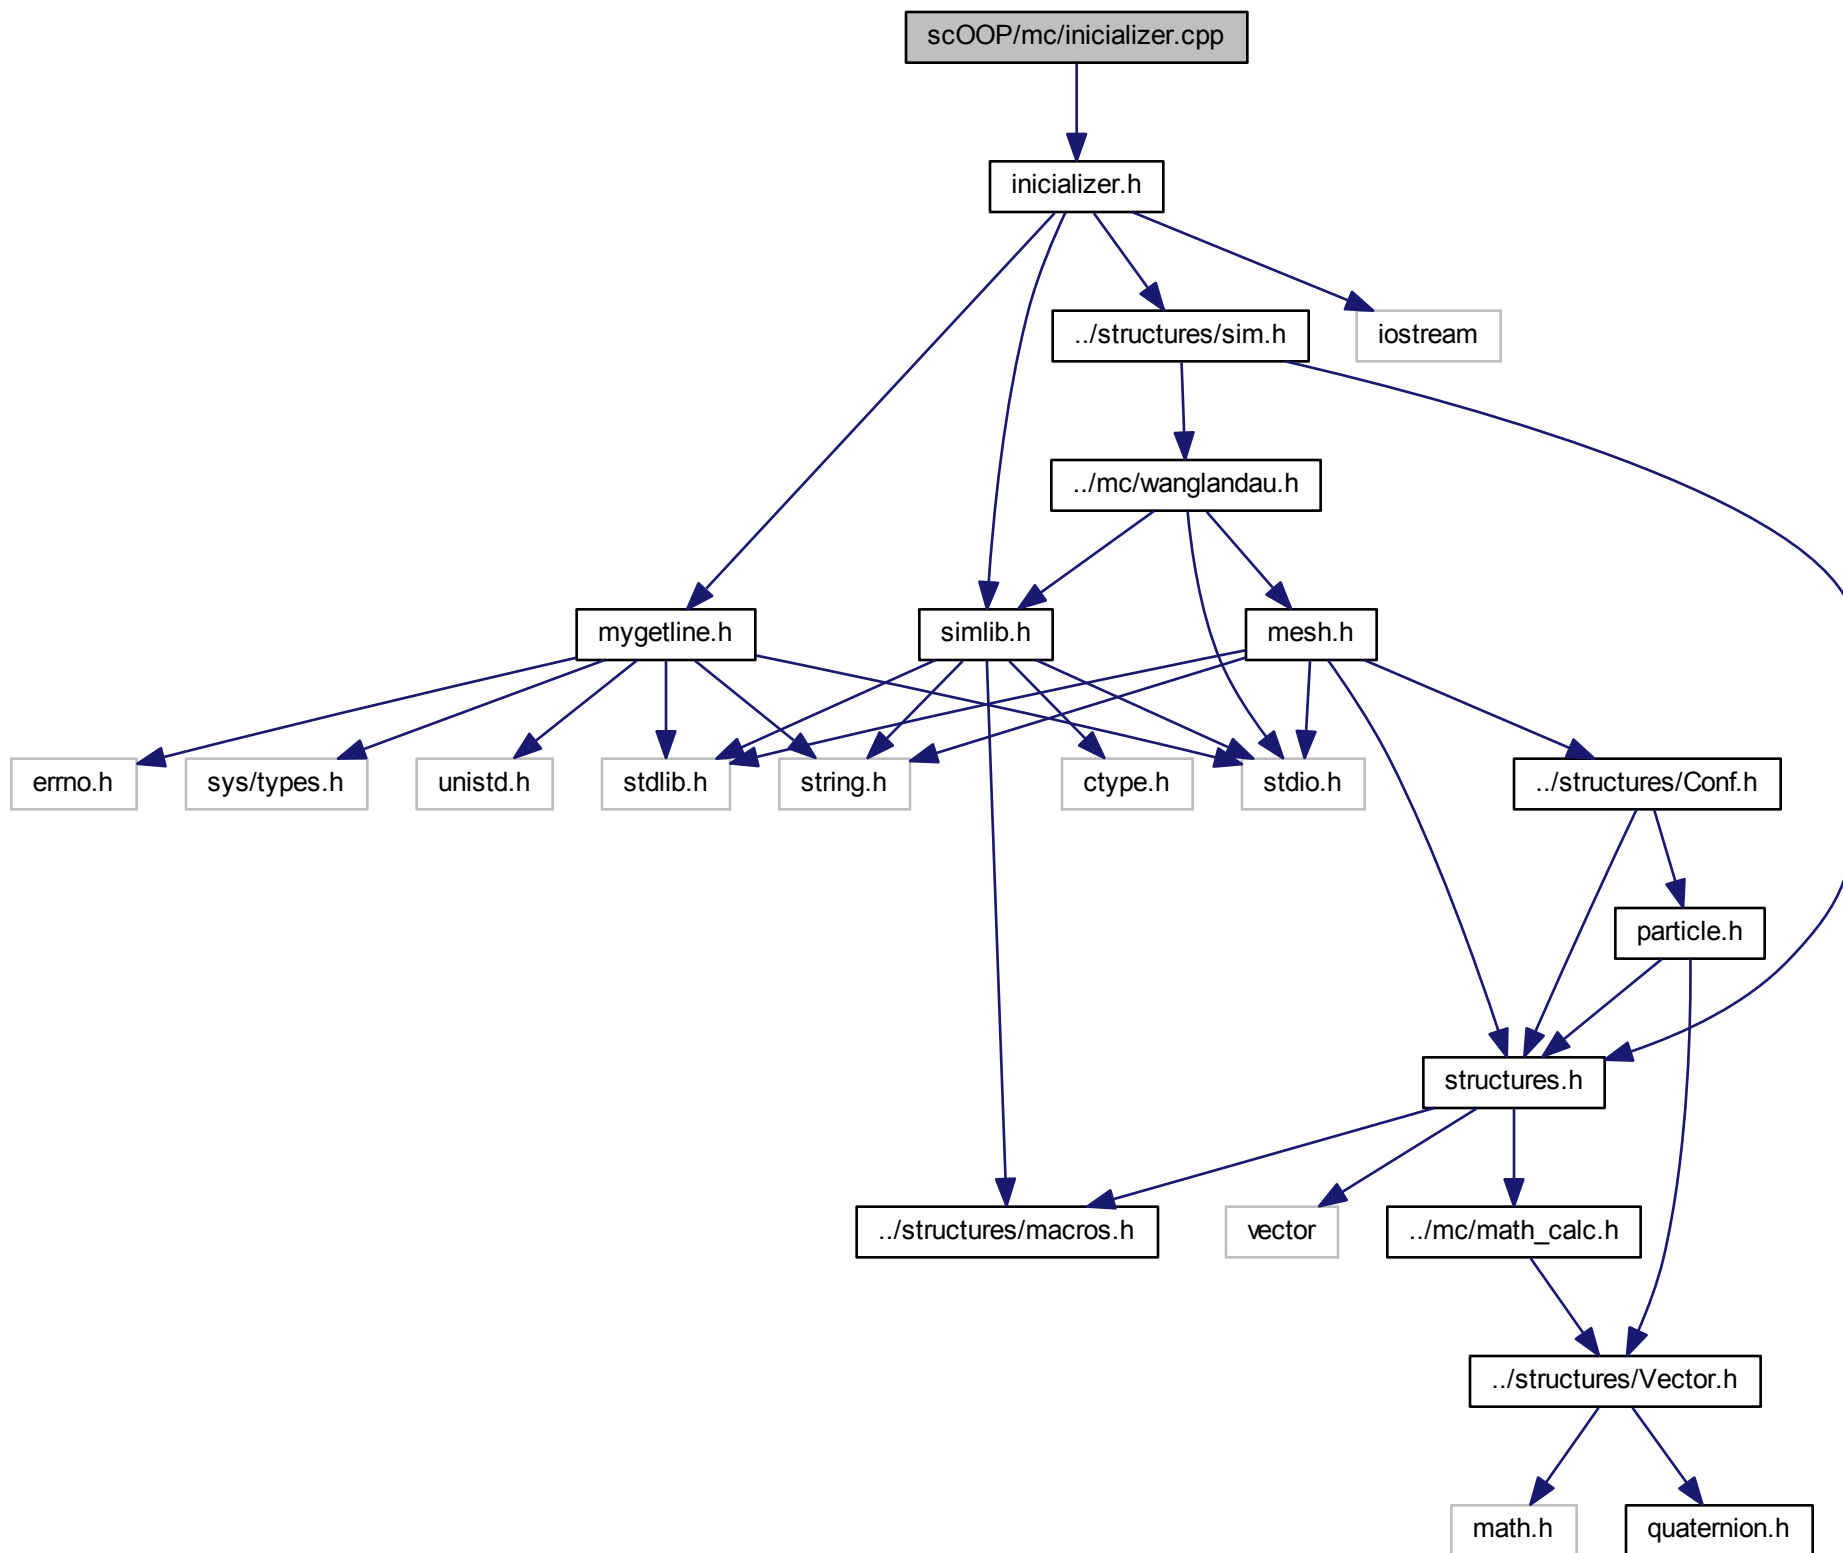 scOOP/mc/inicializer.cpp
inicializer.h
../structures/sim.h
iostream
../mc/wanglandau.h
mygetline.h
simlib.h
mesh.h
errno.h
sys/types.h
unistd.h
stdlib.h
string.h
ctype.h
stdio.h
../structures/Conf.h
particle.h
structures.h
../structures/macros.h
vector
../mc/math_calc.h
../structures/Vector.h
math.h
quaternion.h